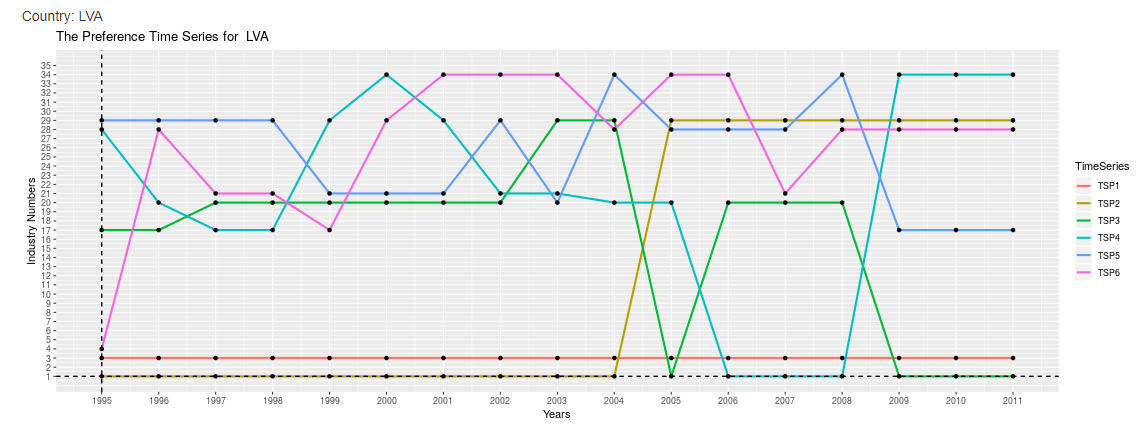 Country: LVA
The Preference Time Series for LVA
35
34
33
32
31
30
29
28
27
26
25
24
23
22
21
20
19
18
17
16
15
14
13
12
11
10
9
8
7
6
5
4
3
2
1
Industry Numbers
1995 1996 1997 1998 1999 2000 2001 2002 2003 2004 2005 2006 2007 2008 2009 2010 2011
Years
TimeSeries
TSP1
TSP2
TSP3
TSP4
TSP5
TSP6